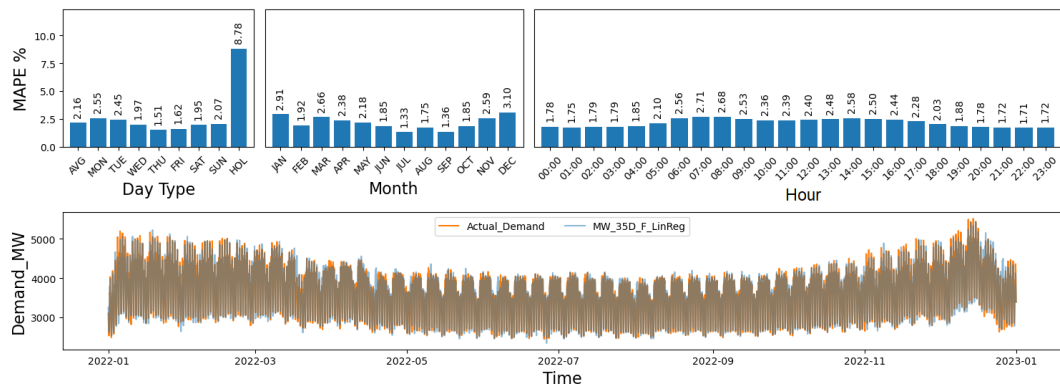 MAPE %
10.0
7.5
5.0
2.5
0.0
2.16 2.55 2.45 1.97 1.51 1.62 1.95 2.07 8.78
AVG MON TUE WED THU FRI SAT SUN HOL
Day Type
2.91 1.92 2.66 2.38 2.18 1.85 1.33 1.75 1.36 1.85 2.59 3.10
JAN FEB MAR APR MAY JUN JUL AUG SEP OCT NOV DEC
Month
1.78 1.75 1.79 1.79 1.85 2.10 2.56 2.71 2.68 2.53 2.36 2.39 2.40 2.48 2.58 2.50 2.44 2.28 2.03 1.88 1.78 1.72 1.71 1.72
00:00 01:00 02:00 03:00 04:00 05:00 06:00 07:00 08:00 09:00 10:00 11:00 12:00 13:00 14:00 15:00 16:00 17:00 18:00 19:00 20:00 21:00 22:00 23:00
Hour
Actual_Demand MW_35D_F_LinReg
Demand_MW
5000
4000
3000
2022-01 2022-03 2022-05 2022-07 2022-09 2022-11 2023-01
Time